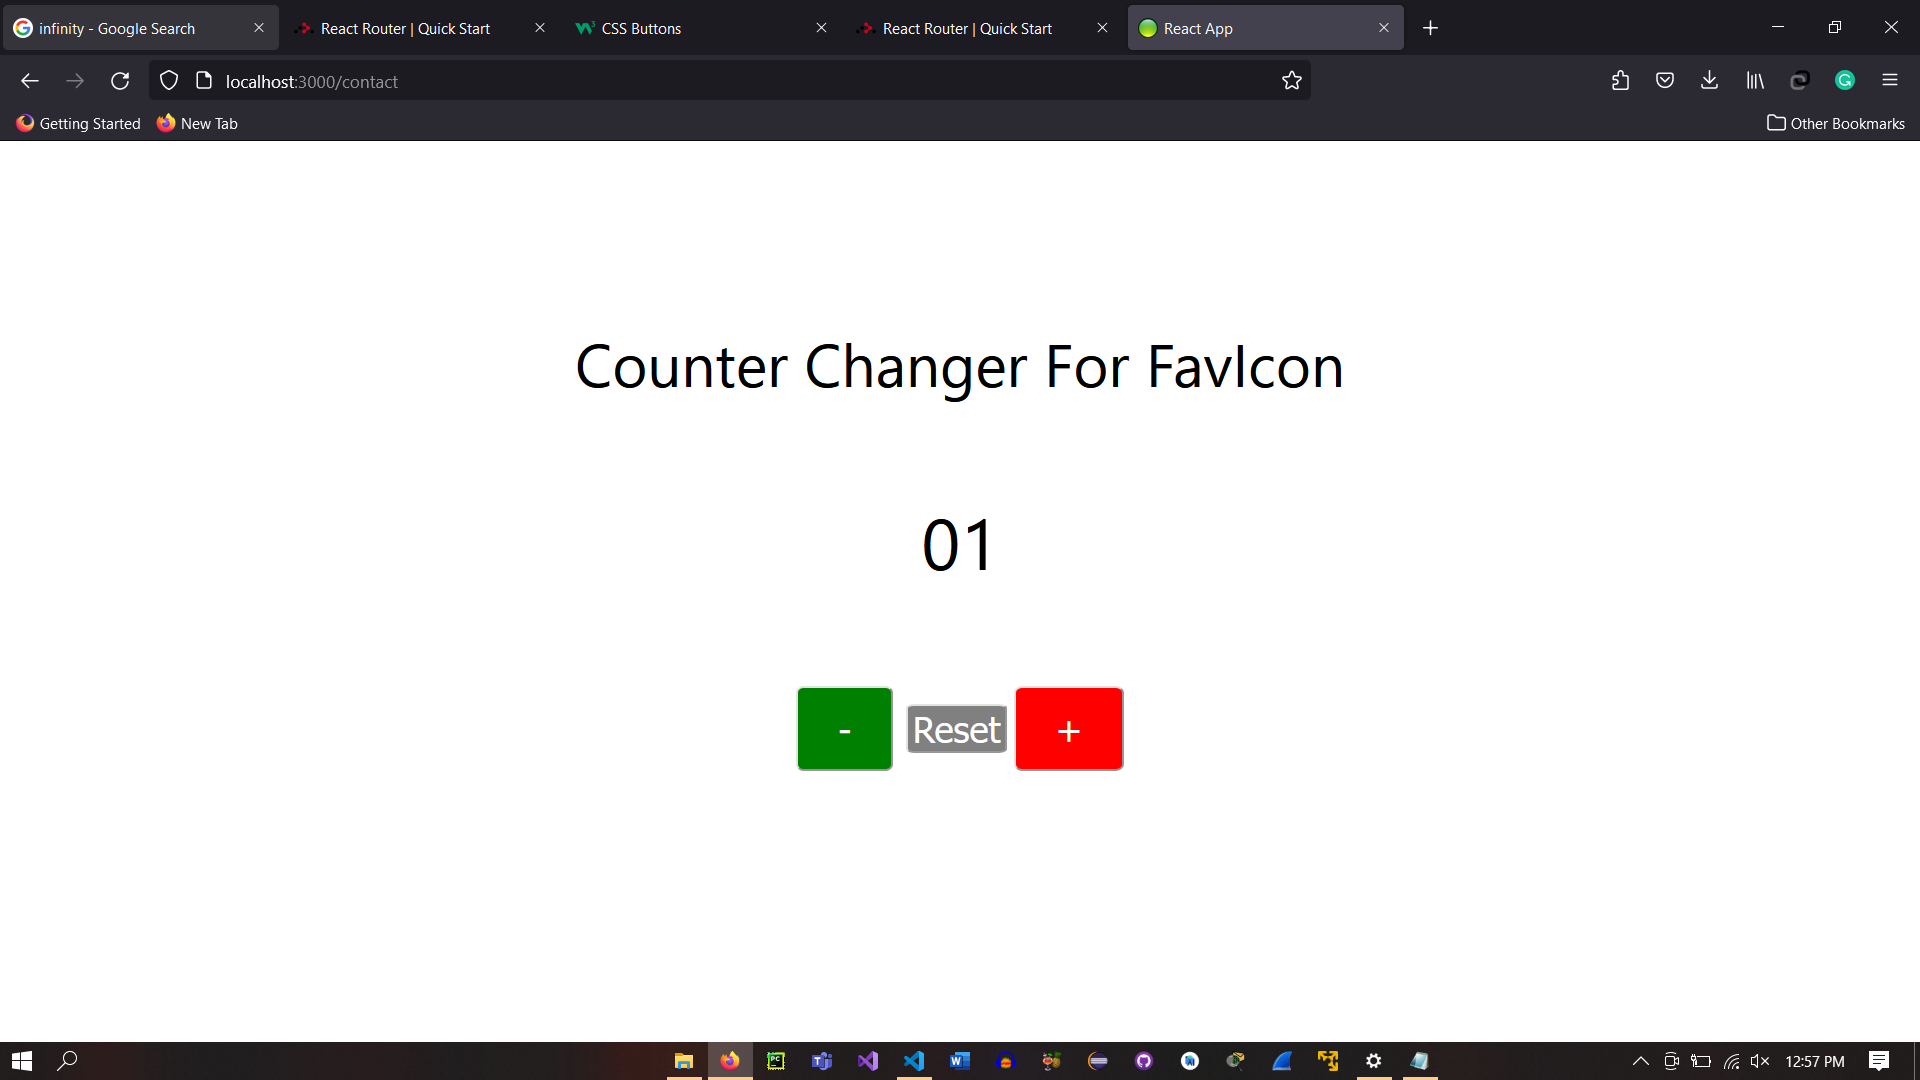 infinity - Google Search
React Router | Quick Start
CSS Buttons
React Router | Quick Start
React App
localhost:3000/contact
Getting Started
New Tab
Other Bookmarks
Counter Changer For FavIcon
01
-
Reset
+
12:57 PM